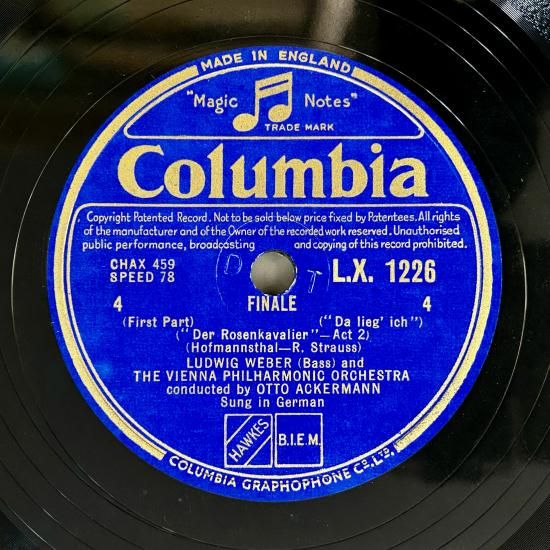 MADE IN ENGLAND
"Magic Notes"
TRADE MARK
Columbia
Copyright Patented Record. Not to be sold below price fixed by Patentees. All rights
of the manufacturer and of the Owner of the recorded work reserved. Unauthorised
public performance, broadcasting and copying of this record prohibited.
CHAX 459
SPEED 78
D T
L.X. 1226
4 FINALE 4
(First Part) ("Da lieg' ich")
("Der Rosenkavalier"—Act 2)
(Hofmannsthal—R. Strauss)
LUDWIG WEBER (Bass) and
THE VIENNA PHILHARMONIC ORCHESTRA
conducted by OTTO ACKERMANN
Sung in German
HAWKES B.I.E.M.
COLUMBIA GRAPHOPHONE CO. LTD.